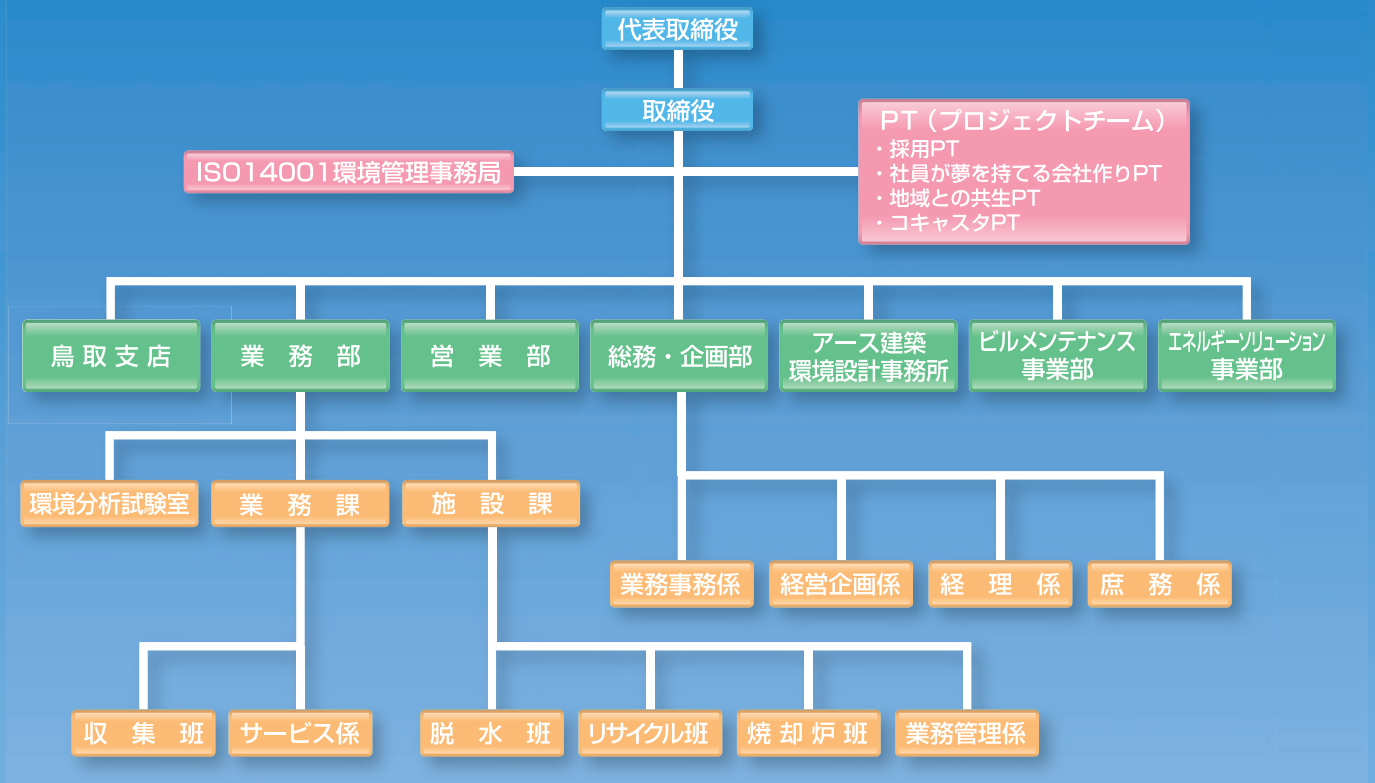 代表取締役
取締役
ISO14001環境管理事務局
PT（プロジェクトチーム）
・採用PT
・社員が夢を持てる会社作りPT
・地域との共生PT
・コキャスタPT
鳥取支店
業務部
営業部
総務・企画部
アース建築
環境設計事務所
ビルメンテナンス
事業部
エネルギーソリューション
事業部
環境分析試験室
業務課
施設課
業務事務係
経営企画係
経理係
庶務係
収集班
サービス係
脱水班
リサイクル班
焼却炉班
業務管理係